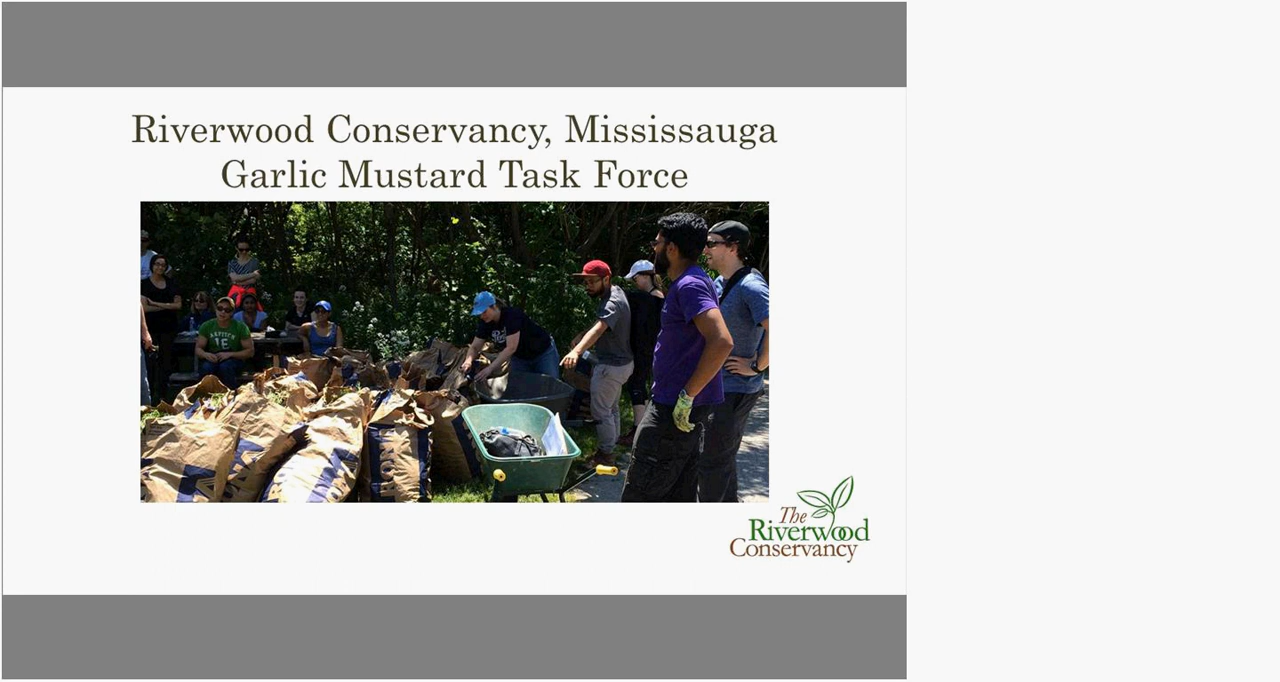 Riverwood Conservancy, Mississauga
Garlic Mustard Task Force
The
Riverwood
Conservancy